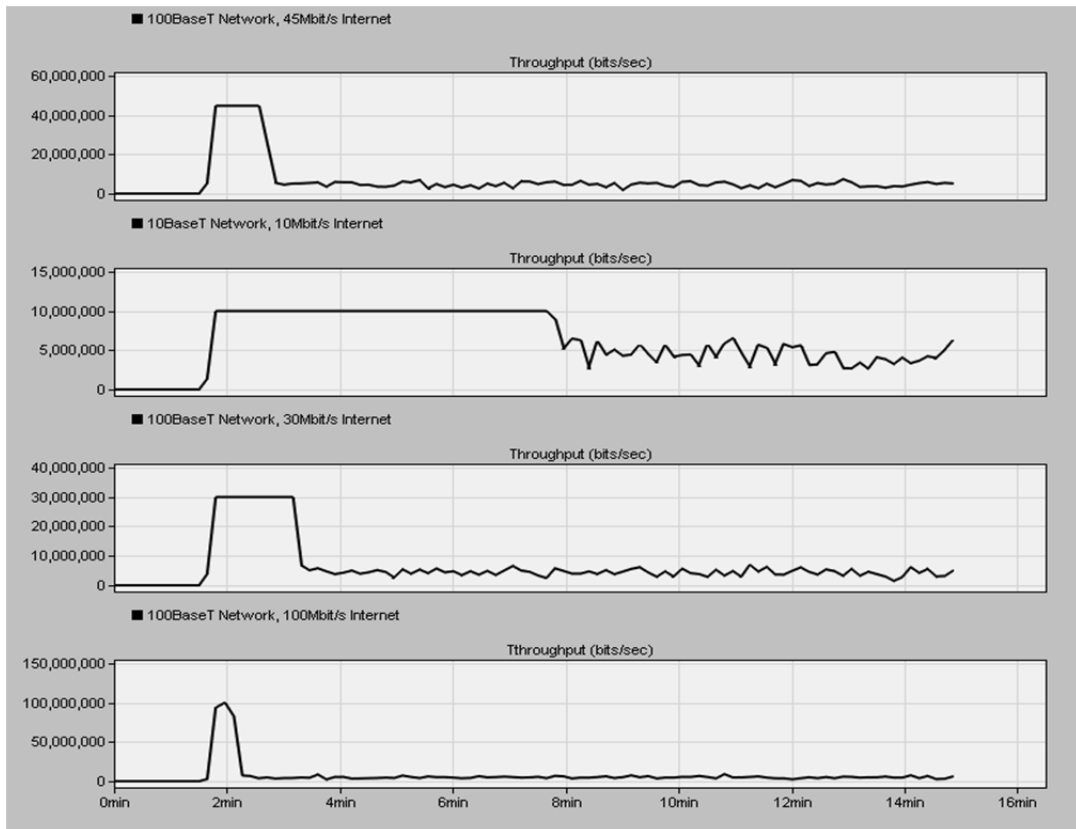 100BaseT Network, 45Mbit/s Internet
Throughput (bits/sec)
60,000,000
40,000,000
20,000,000
0
10BaseT Network, 10Mbit/s Internet
Throughput (bits/sec)
15,000,000
10,000,000
5,000,000
0
100BaseT Network, 30Mbit/s Internet
Throughput (bits/sec)
40,000,000
30,000,000
20,000,000
10,000,000
0
100BaseT Network, 100Mbit/s Internet
Tthroughput (bits/sec)
150,000,000
100,000,000
50,000,000
0
0min 2min 4min 6min 8min 10min 12min 14min 16min